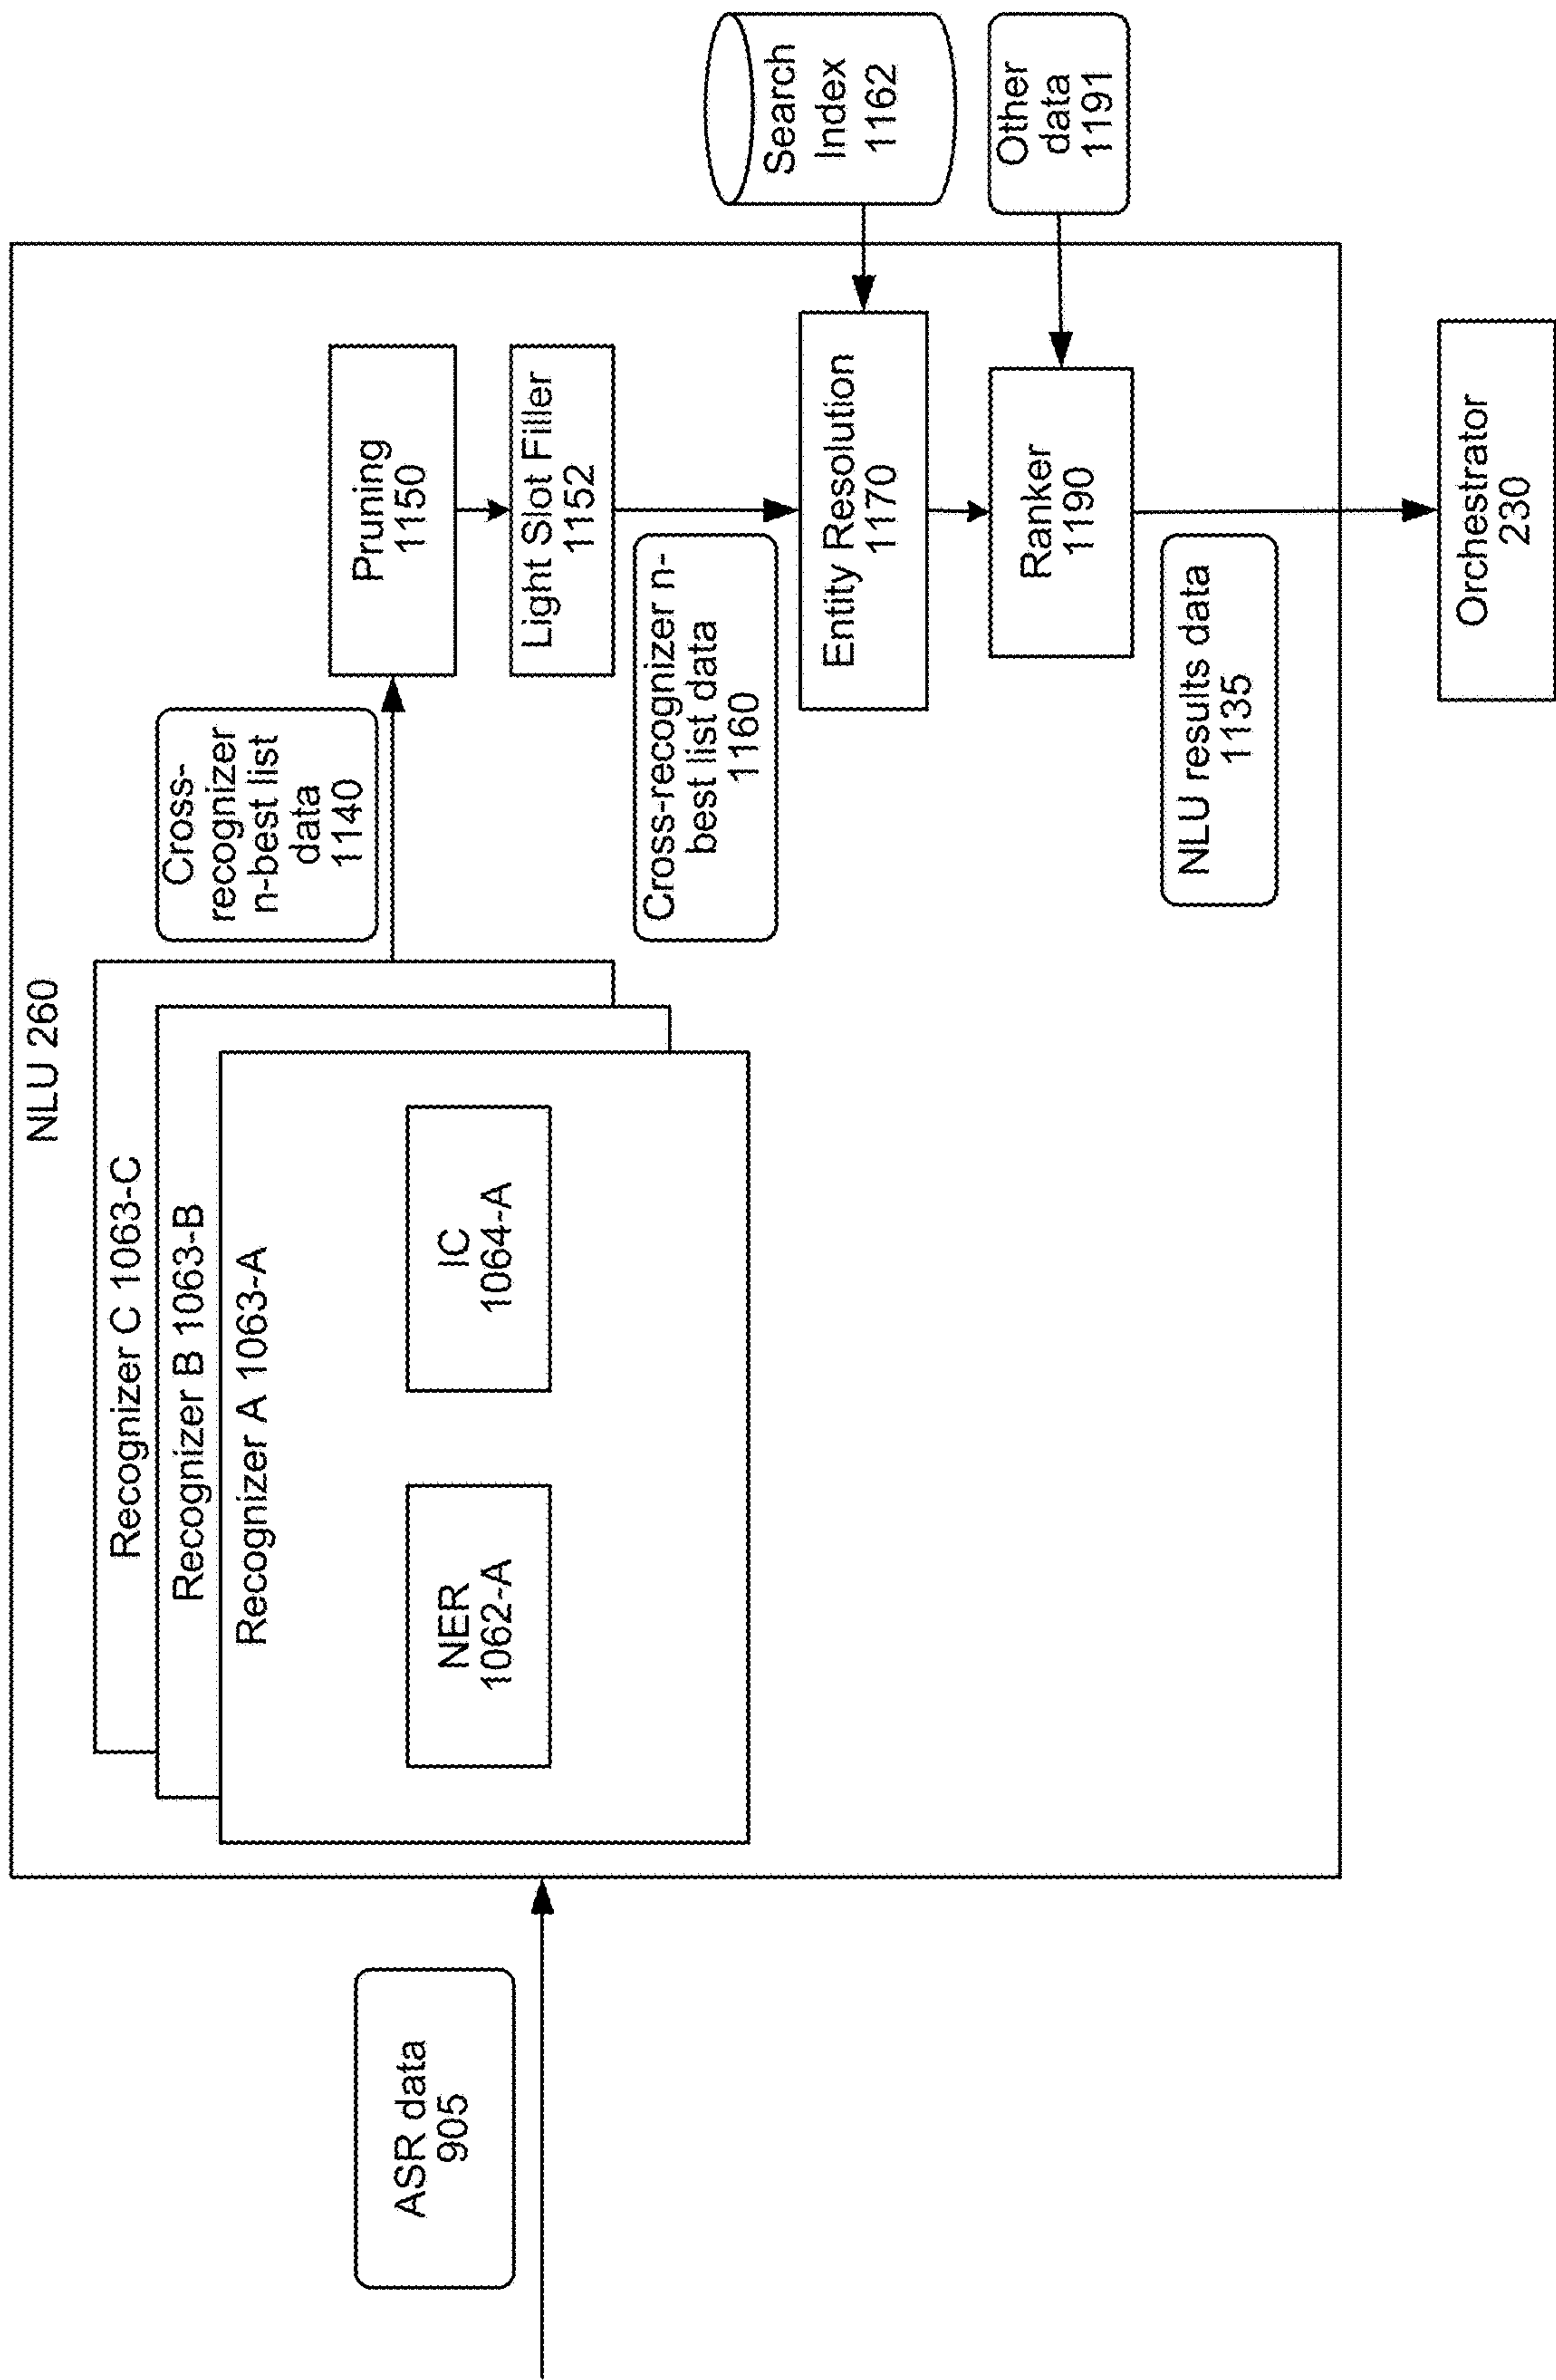 NLU 260
Recognizer C 1063-C
Recognizer B 1063-B
Recognizer A 1063-A
NER
1062-A
IC
1064-A
ASR data
905
Cross-
recognizer
n-best list
data
1140
Pruning
1150
Light Slot Filler
1152
Cross-recognizer n-
best list data
1160
Entity Resolution
1170
Search
Index
1162
Ranker
1190
Other
data
1191
NLU results data
1135
Orchestrator
230